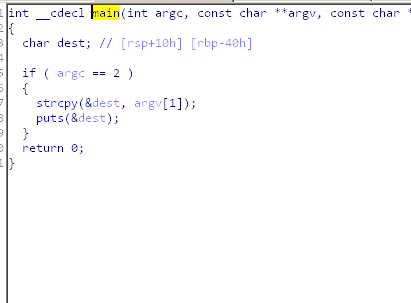 int __cdecl main(int argc, const char **argv, const char *
{
char dest; // [rsp+10h] [rbp-40h]
if ( argc == 2 )
{
strcpy(&dest, argv[1]);
puts(&dest);
}
return 0;
}